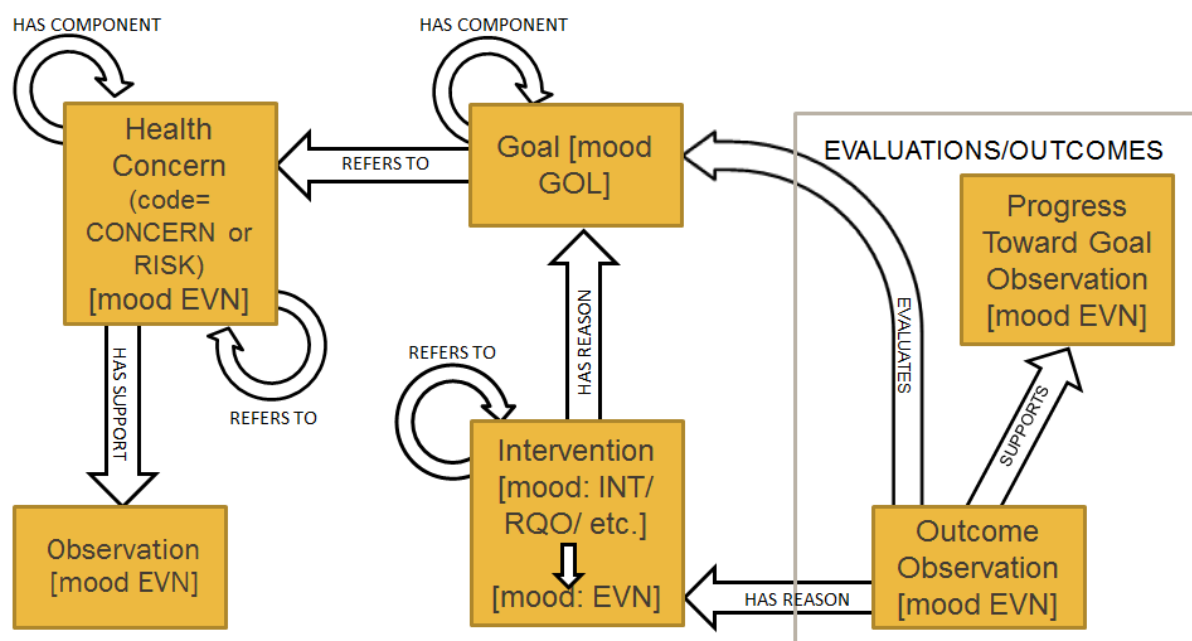 HAS COMPONENT
HAS COMPONENT
Health
Concern
(code=
CONCERN or
RISK)
[mood EVN]
REFERS TO
Goal [mood
GOL]
EVALUATIONS/OUTCOMES
Progress
Toward Goal
Observation
[mood EVN]
HAS SUPPORT
REFERS TO
HAS REASON
REFERS TO
EVALUATES
SUPPORTS
Intervention
[mood: INT/
RQO/ etc.]
[mood: EVN]
Observation
[mood EVN]
HAS REASON
Outcome
Observation
[mood EVN]